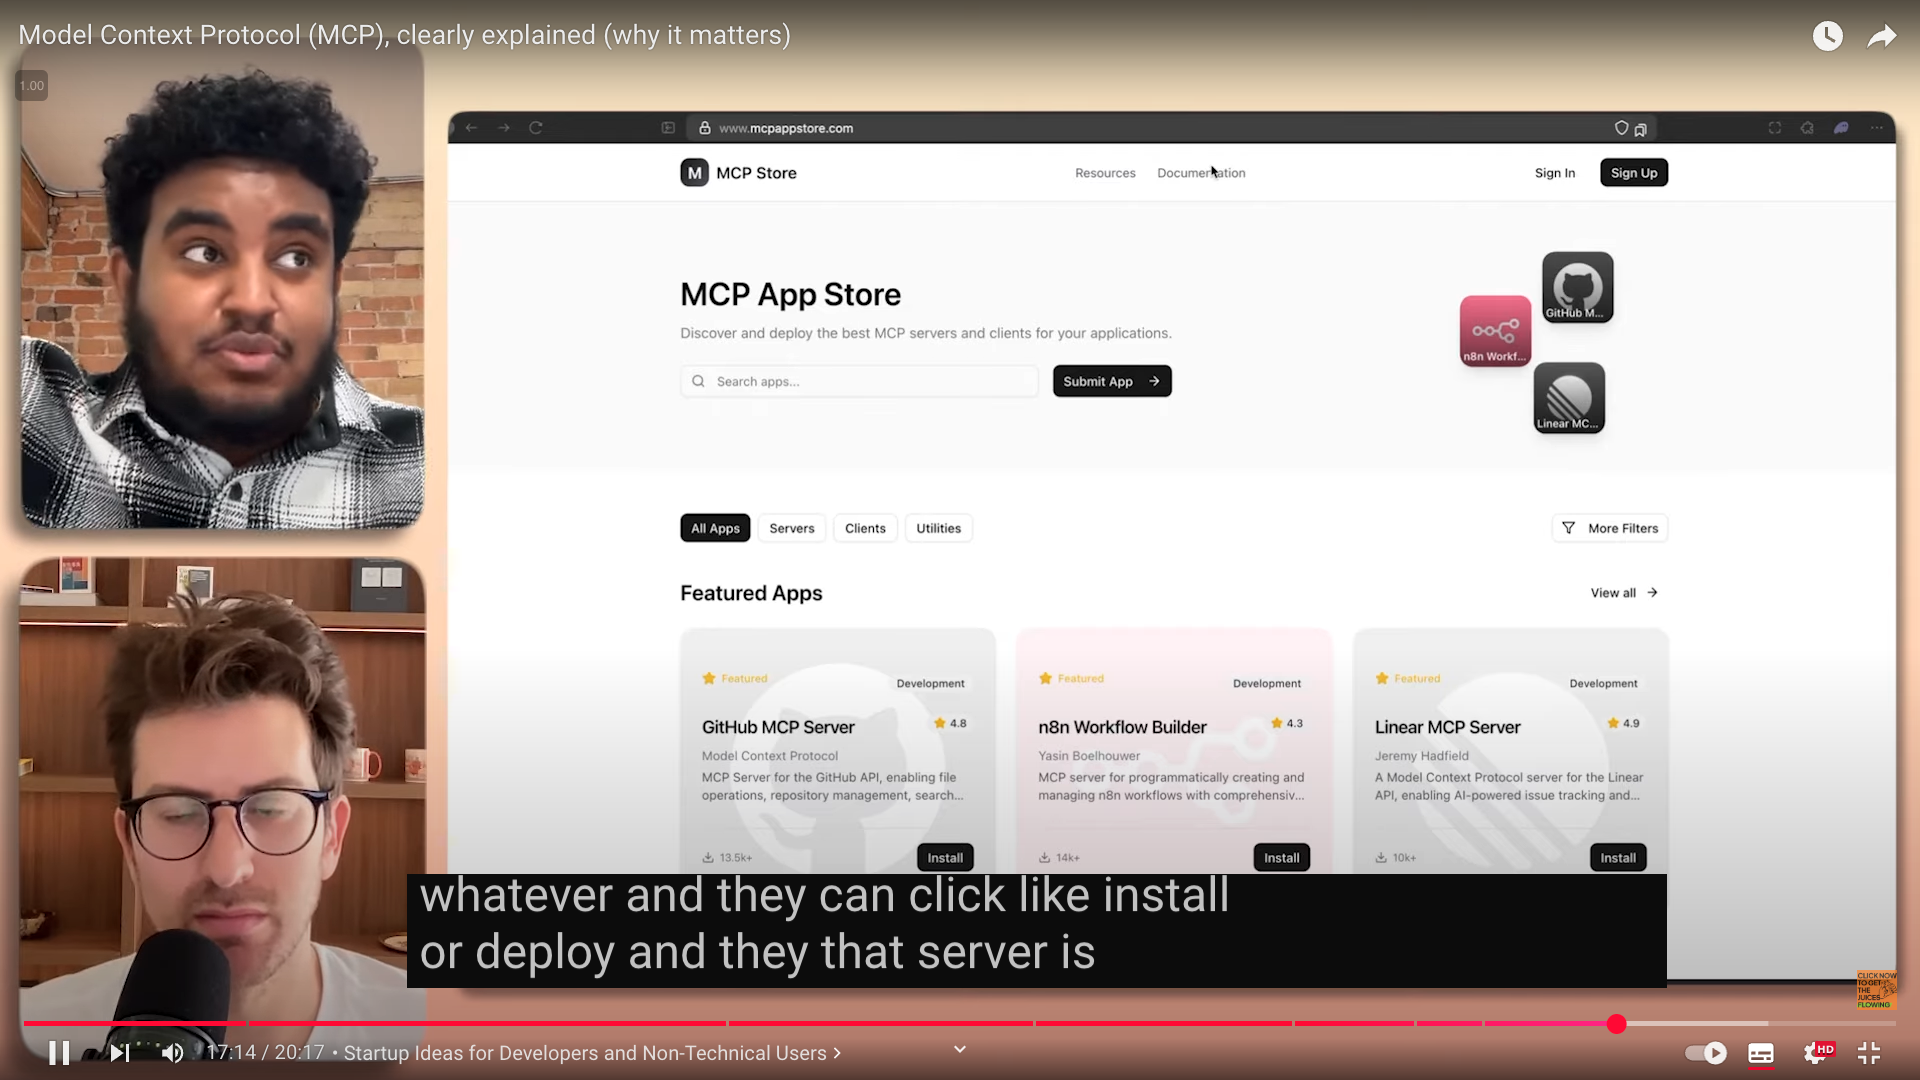 Model Context Protocol (MCP), clearly explained (why it matters)
1.00
www.mcpappstore.com
M MCP Store
Resources Documentation
Sign In Sign Up
MCP App Store
Discover and deploy the best MCP servers and clients for your applications.
Search apps...
Submit App →
GitHub M...
n8n Workf...
Linear MC...
All Apps Servers Clients Utilities
More Filters
Featured Apps
View all →
Featured Development
GitHub MCP Server 4.8
Model Context Protocol
MCP Server for the GitHub API, enabling file
operations, repository management, search...
13.5k+ Install
Featured Development
n8n Workflow Builder 4.3
Yasin Boelhouwer
MCP server for programmatically creating and
managing n8n workflows with comprehensiv...
14k+ Install
Featured Development
Linear MCP Server 4.9
Jeremy Hadfield
A Model Context Protocol server for the Linear
API, enabling AI-powered issue tracking and...
10k+ Install
whatever and they can click like install
or deploy and they that server is
CLICK NOW
TO GET
THE
JUICES
FLOWING
17:14 / 20:17 • Startup Ideas for Developers and Non-Technical Users >
HD